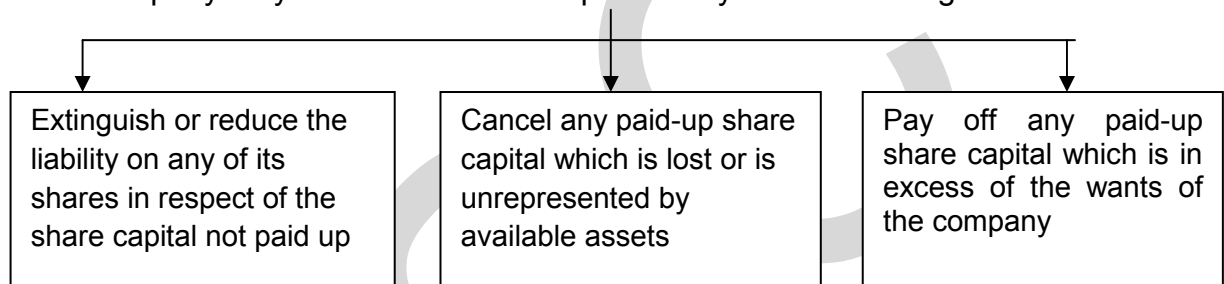 Extinguish or reduce the
liability on any of its
shares in respect of the
share capital not paid up
Cancel any paid-up share
capital which is lost or is
unrepresented by
available assets
Pay off any paid-up
share capital which is in
excess of the wants of
the company